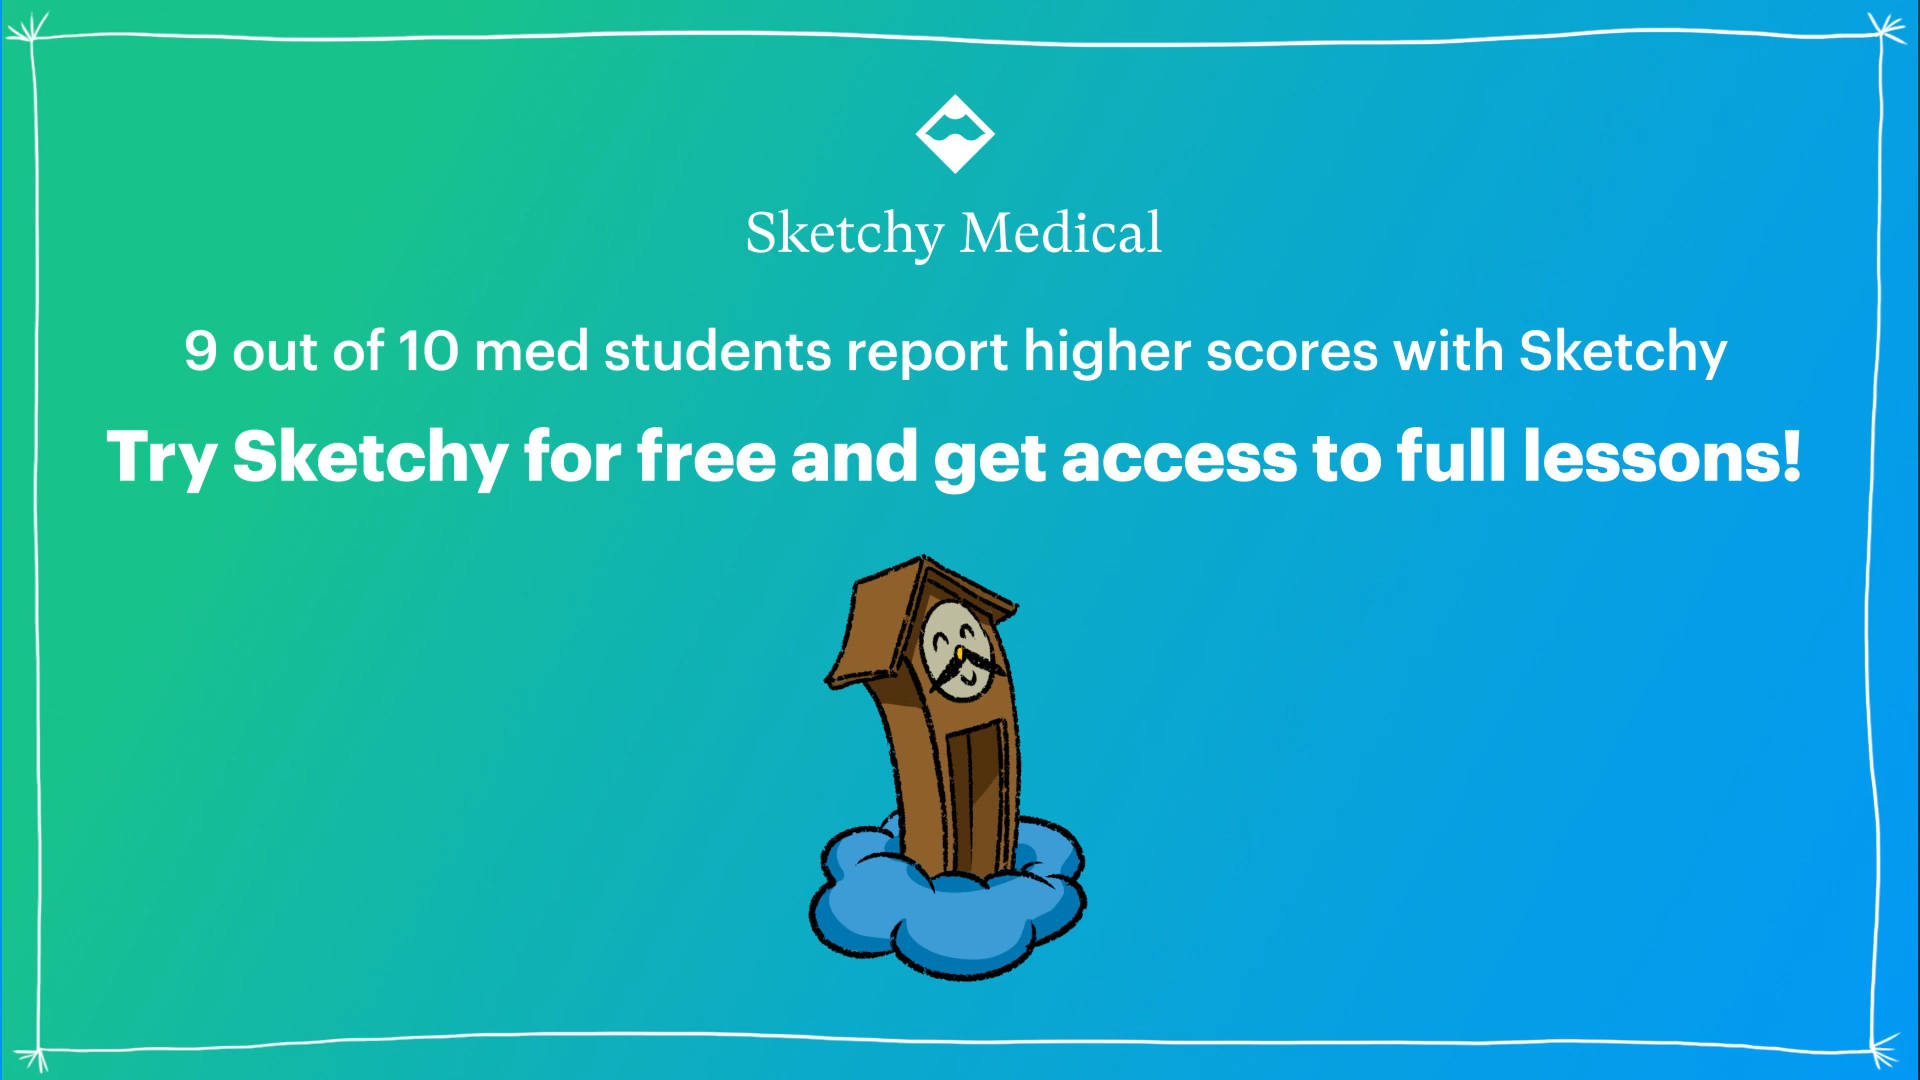 Sketchy Medical
9 out of 10 med students report higher scores with Sketchy
Try Sketchy for free and get access to full lessons!